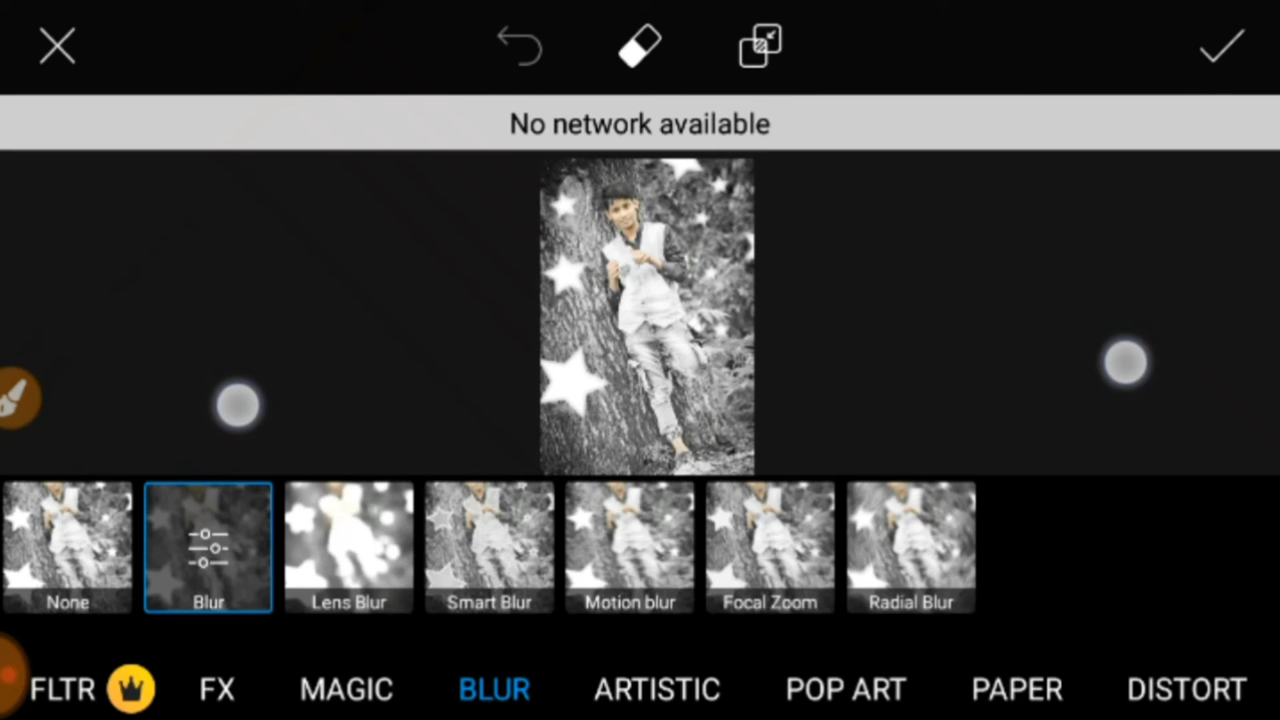 No network available
None
Blur
Lens Blur
Smart Blur
Motion blur
Focal Zoom
Radial Blur
FLTR
FX
MAGIC
BLUR
ARTISTIC
POP ART
PAPER
DISTORT